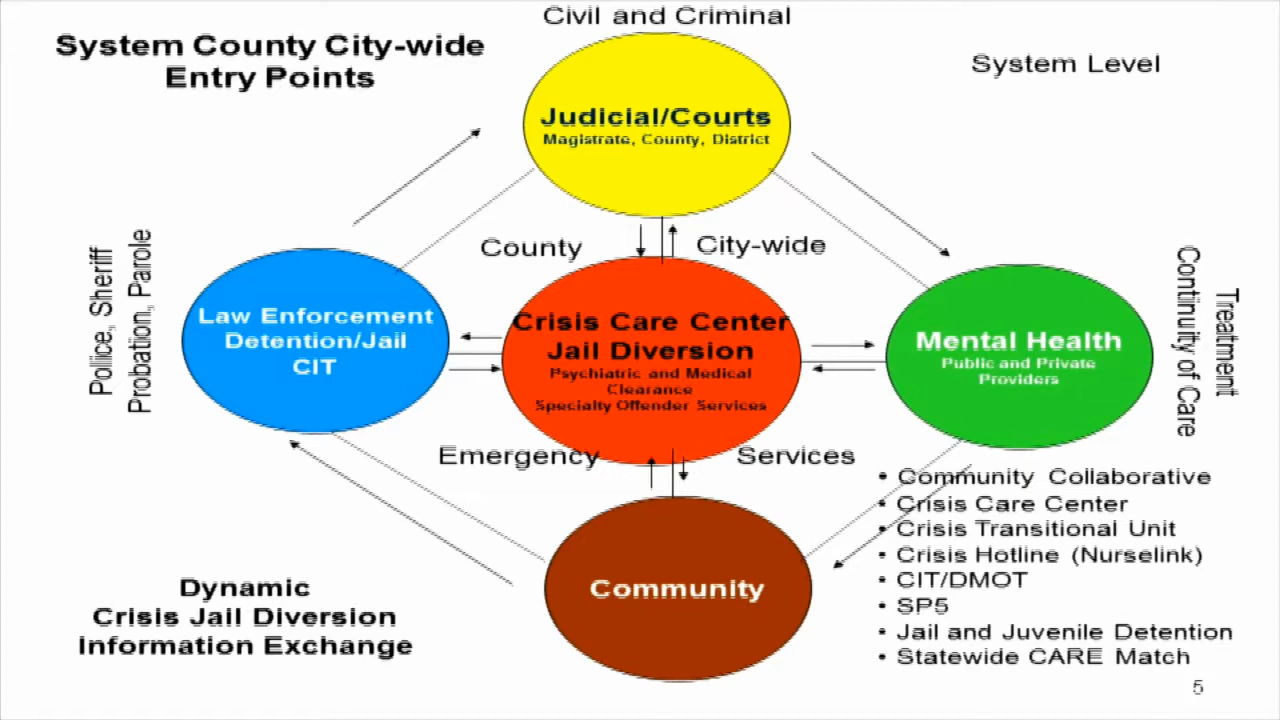 Civil and Criminal
System County City-wide
Entry Points
System Level
Judicial/Courts
Magistrate, County, District
County
City-wide
Police, Sheriff
Probation, Parole
Law Enforcement
Detention/Jail
CIT
Crisis Care Center
Jail Diversion
Psychiatric and Medical
Clearance
Specialty Offender Services
Mental Health
Public and Private
Providers
Treatment
Continuity of Care
Emergency
Services
Community
Dynamic
Crisis Jail Diversion
Information Exchange
• Community Collaborative
• Crisis Care Center
• Crisis Transitional Unit
• Crisis Hotline (Nurselink)
• CIT/DMOT
• SP5
• Jail and Juvenile Detention
• Statewide CARE Match
5